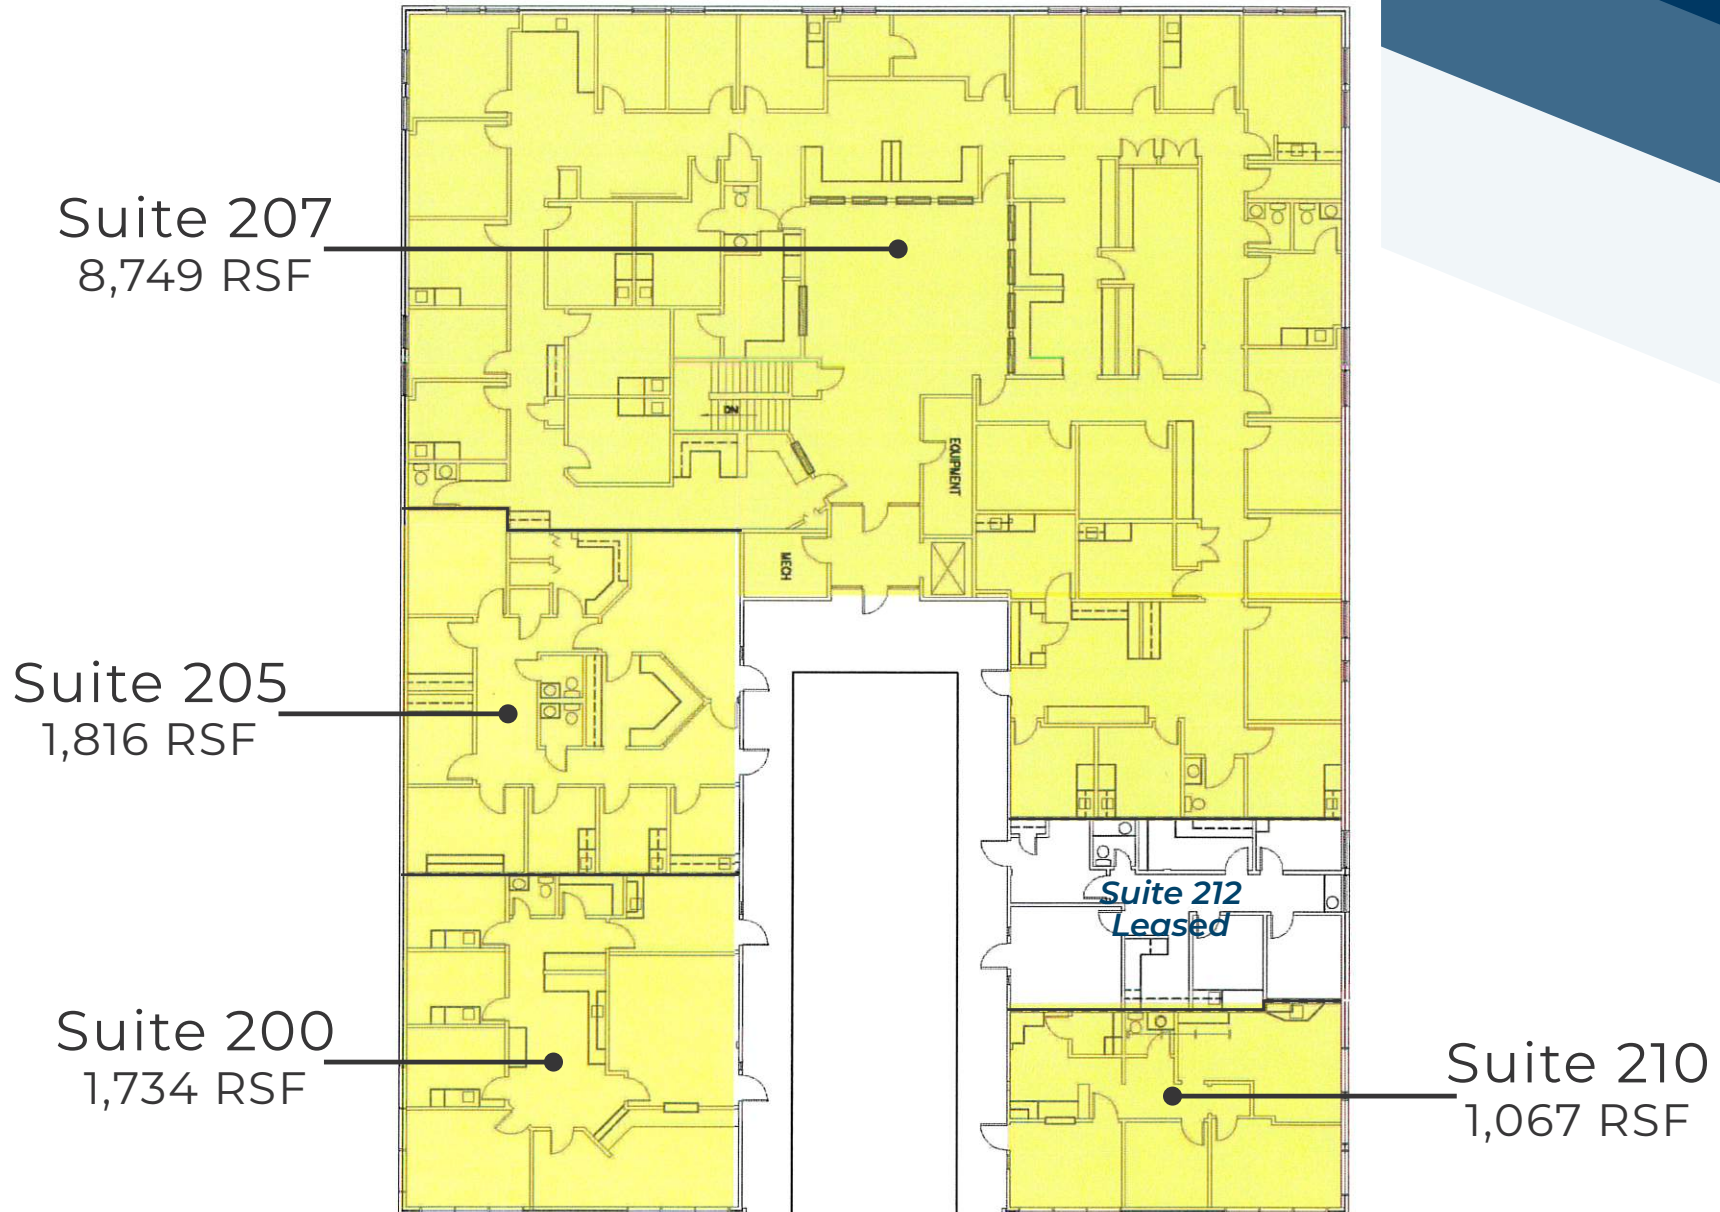 Suite 207
8,749 RSF
DN
EQUIPMENT
MECH
Suite 205
1,816 RSF
Suite 212
Leased
Suite 200
1,734 RSF
Suite 210
1,067 RSF